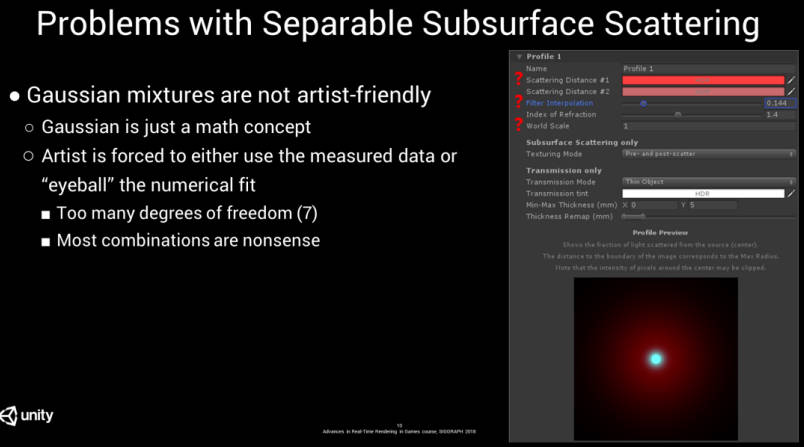 Problems with Separable Subsurface Scattering
● Gaussian mixtures are not artist-friendly
○ Gaussian is just a math concept
○ Artist is forced to either use the measured data or
“eyeball” the numerical fit
■ Too many degrees of freedom (7)
■ Most combinations are nonsense
Profile 1
Name Profile 1
? Scattering Distance #1
Scattering Distance #2
? Filter Interpolation 0.144
Index of Refraction 1.4
? World Scale 1
Subsurface Scattering only
Texturing Mode Pre- and post-scatter
Transmission only
Transmission Mode Thin Object
Transmission tint HDR
Min-Max Thickness (mm) X 0 Y 5
Thickness Remap (mm)
Profile Preview
Shows the fraction of light scattered from the source (center).
The distance to the boundary of the image corresponds to the Max Radius.
Note that the intensity of pixels around the center may be clipped.
unity
10
Advances in Real-Time Rendering in Games course, SIGGRAPH 2018